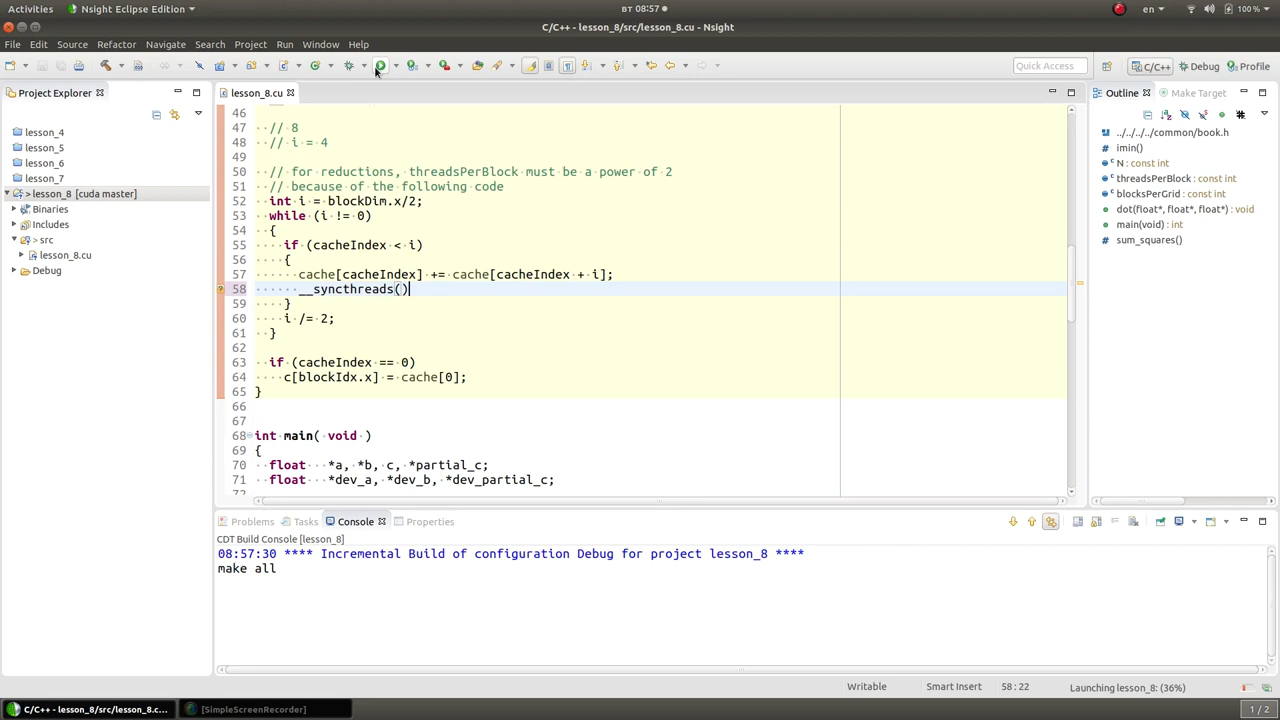 Activities Nsight Eclipse Edition BT 08:57 en 100 %
C/C++ - lesson_8/src/lesson_8.cu - Nsight
File Edit Source Refactor Navigate Search Project Run Window Help
Quick Access C/C++ Debug Profile
Project Explorer
lesson_8.cu
Outline
Make Target
lesson_4
lesson_5
lesson_6
lesson_7
> lesson_8 [cuda master]
Binaries
Includes
> src
lesson_8.cu
Debug
46
47 // 8
48 // i = 4
49
50 // for reductions, threadsPerBlock must be a power of 2
51 // because of the following code
52 int i = blockDim.x/2;
53 while (i != 0)
54 {
55 if (cacheIndex < i)
56 {
57 cache[cacheIndex] += cache[cacheIndex + i];
58 __syncthreads()
59 }
60 i /= 2;
61 }
62
63 if (cacheIndex == 0)
64 c[blockIdx.x] = cache[0];
65 }
66
67
68 int main( void )
69 {
70 float *a, *b, c, *partial_c;
71 float *dev_a, *dev_b, *dev_partial_c;
../../../../common/book.h
imin()
N : const int
threadsPerBlock : const int
blocksPerGrid : const int
dot(float*, float*, float*) : void
main(void) : int
sum_squares()
Problems Tasks Console Properties
CDT Build Console [lesson_8]
08:57:30 **** Incremental Build of configuration Debug for project lesson_8 ****
make all
Writable Smart Insert 58 : 22 Launching lesson_8: (36%)
C/C++ - lesson_8/src/lesson_8.cu - N...
[SimpleScreenRecorder]
1 / 2